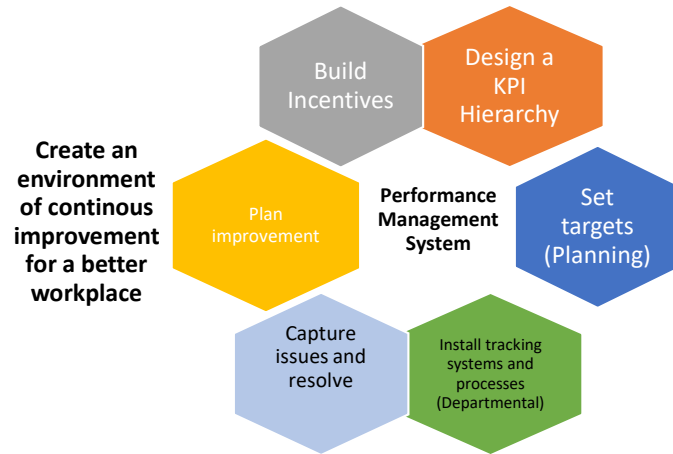 Build
Incentives
Design a
KPI
Hierarchy
Create an
environment
of continous
improvement
for a better
workplace
Plan
improvement
Performance
Management
System
Set
targets
(Planning)
Capture
issues and
resolve
Install tracking
systems and
processes
(Departmental)